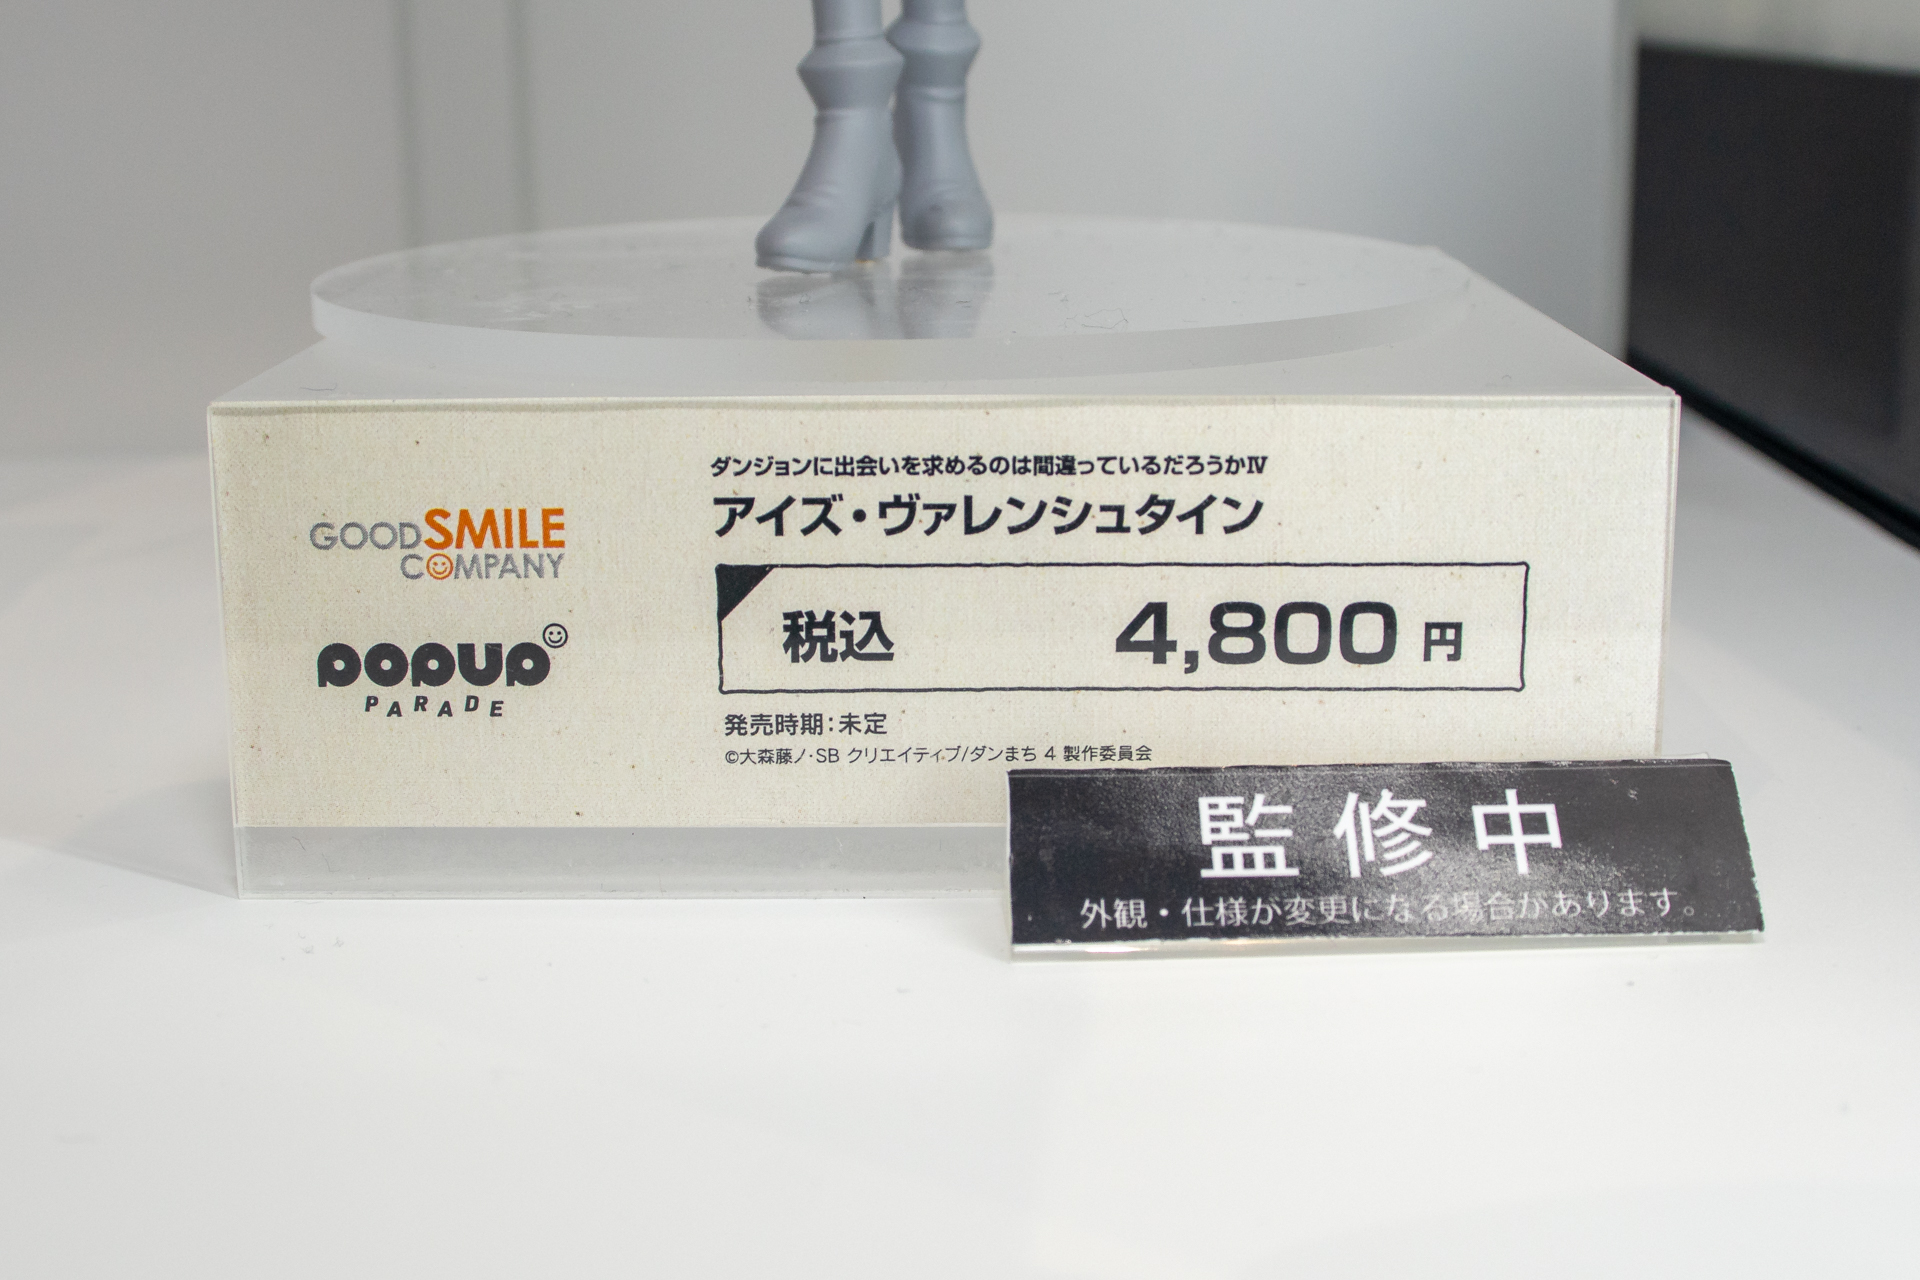 GOOD SMILE
COMPANY
POPUP
PARADE
ダンジョンに出会いを求めるのは間違っているだろうかⅣ
アイズ・ヴァレンシュタイン
税込 4,800 円
発売時期：未定
©大森藤ノ・SB クリエイティブ/ダンまち 4 製作委員会
監修中
外観・仕様が変更になる場合があります。